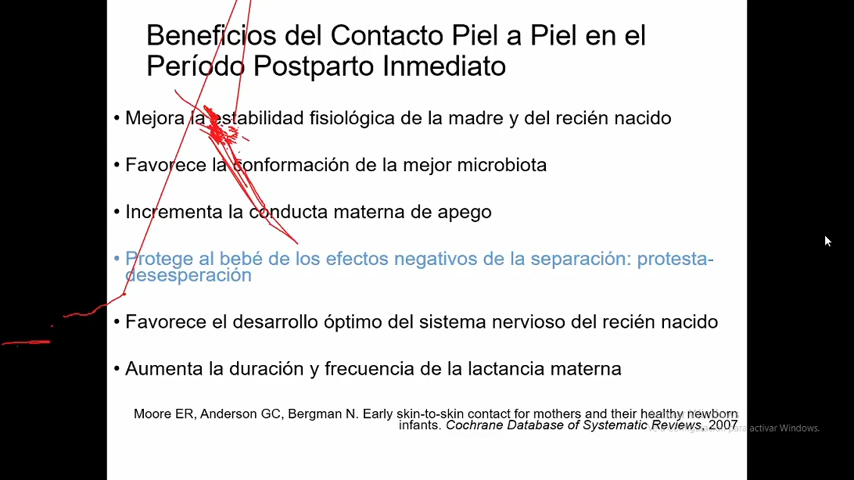 Beneficios del Contacto Piel a Piel en el
Período Postparto Inmediato
• Mejora la estabilidad fisiológica de la madre y del recién nacido
• Favorece la conformación de la mejor microbiota
• Incrementa la conducta materna de apego
• Protege al bebé de los efectos negativos de la separación: protesta-
desesperación
• Favorece el desarrollo óptimo del sistema nervioso del recién nacido
• Aumenta la duración y frecuencia de la lactancia materna
Moore ER, Anderson GC, Bergman N. Early skin-to-skin contact for mothers and their healthy newborn
infants. Cochrane Database of Systematic Reviews, 2007
para activar Windows.